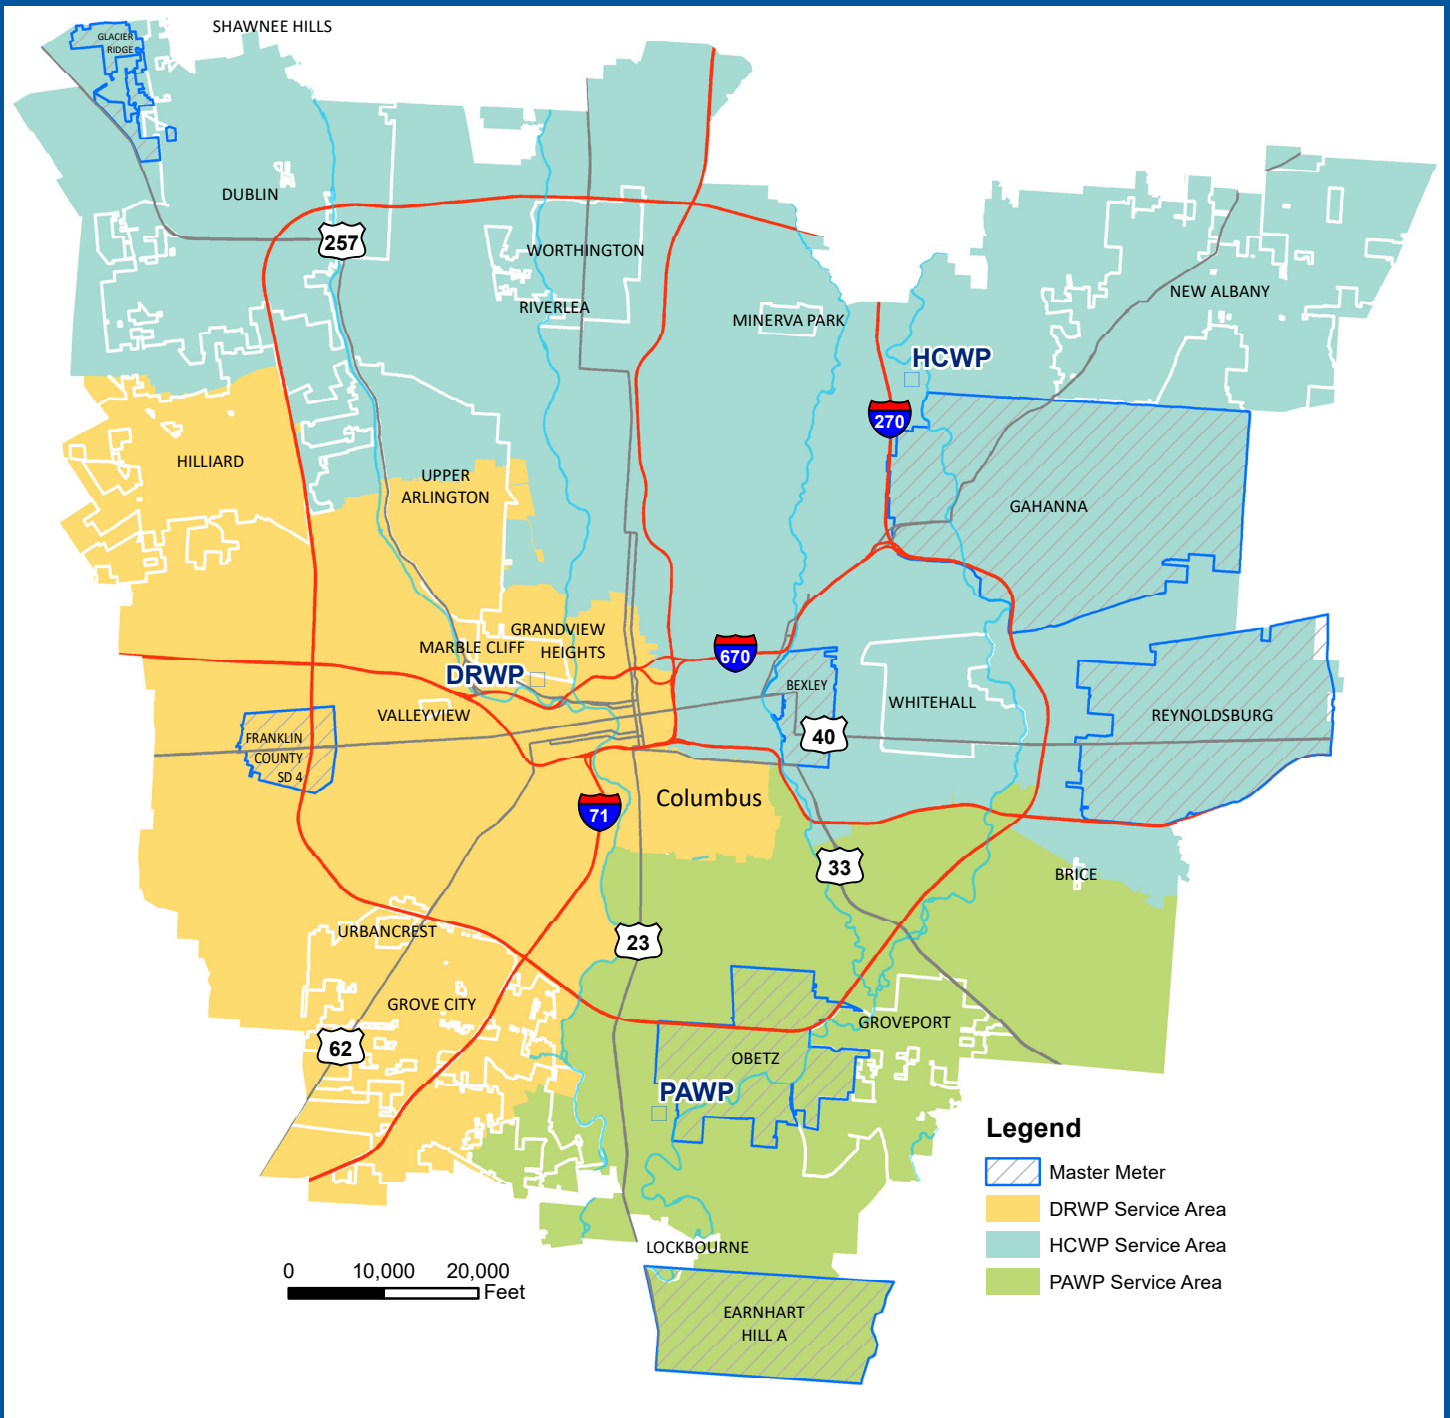 SHAWNEE HILLS
GLACIER
RIDGE
DUBLIN
257
WORTHINGTON
RIVERLEA
MINERVA PARK
NEW ALBANY
HCWP
270
HILLIARD
UPPER
ARLINGTON
GAHANNA
GRANDVIEW
HEIGHTS
MARBLE CLIFF
DRWP
670
BEXLEY
WHITEHALL
REYNOLDSBURG
VALLEYVIEW
40
FRANKLIN
COUNTY
SD 4
Columbus
71
33
BRICE
URBANCREST
23
GROVE CITY
GROVEPORT
62
OBETZ
PAWP
LOCKBOURNE
EARNHART
HILL A
0 10,000 20,000
Feet
Legend
Master Meter
DRWP Service Area
HCWP Service Area
PAWP Service Area